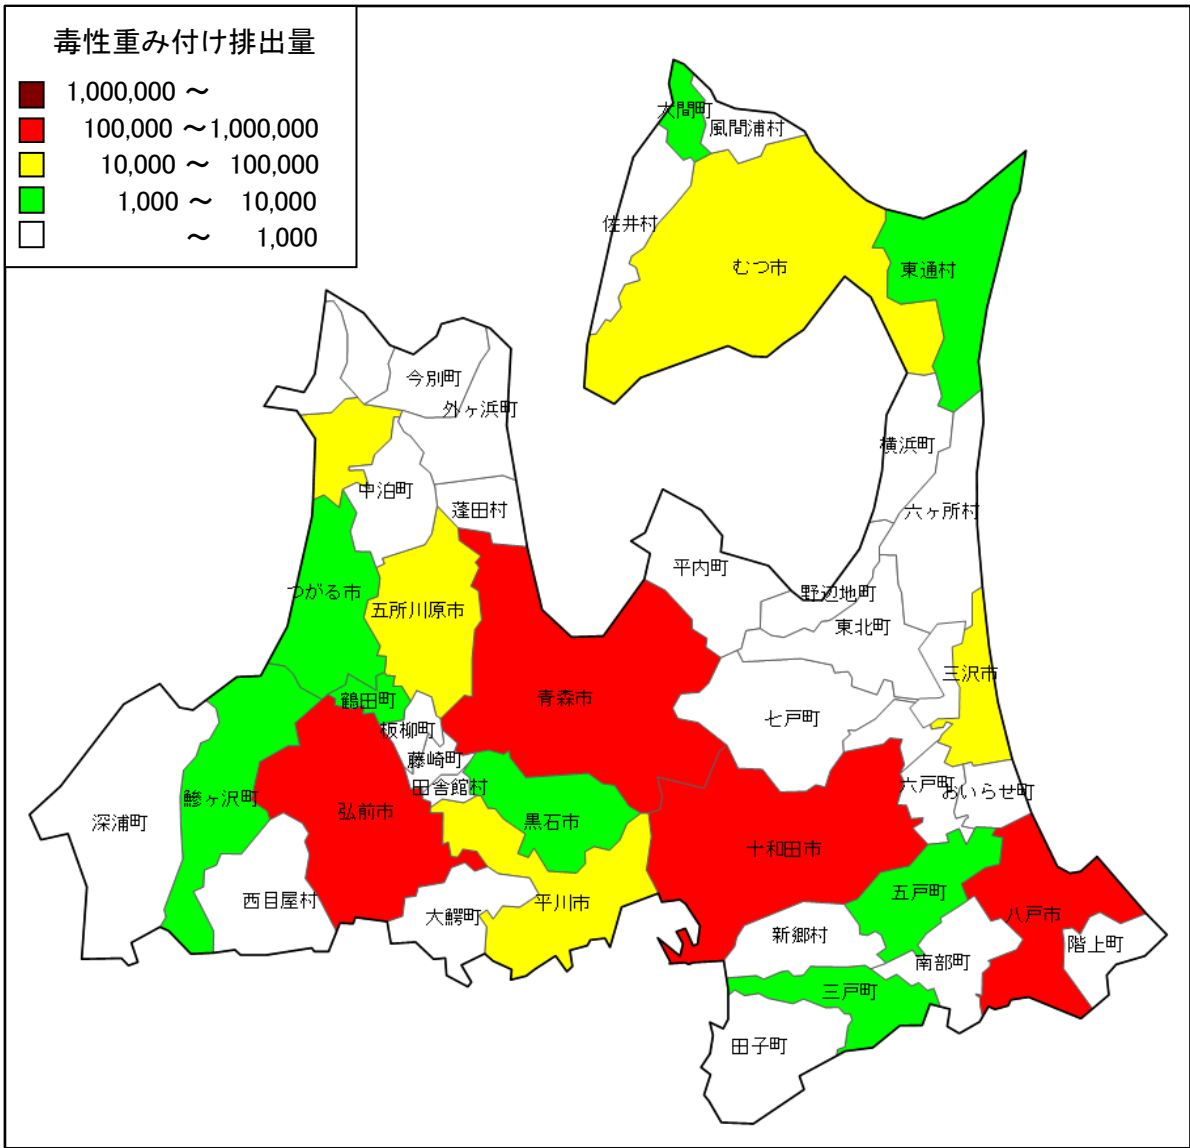 毒性重み付け排出量
1,000,000 ～
100,000 ～1,000,000
10,000 ～ 100,000
1,000 ～ 10,000
～ 1,000
大間町
風間浦村
佐井村
むつ市
東通村
今別町
外ヶ浜町
横浜町
中泊町
蓬田村
六ヶ所村
平内町
つがる市
五所川原市
野辺地町
東北町
三沢市
鶴田町
青森市
七戸町
板柳町
藤崎町
田舎館村
六戸町
おいらせ町
鰺ヶ沢町
弘前市
深浦町
黒石市
十和田市
五戸町
西目屋村
平川市
大鰐町
八戸市
新郷村
階上町
南部町
三戸町
田子町